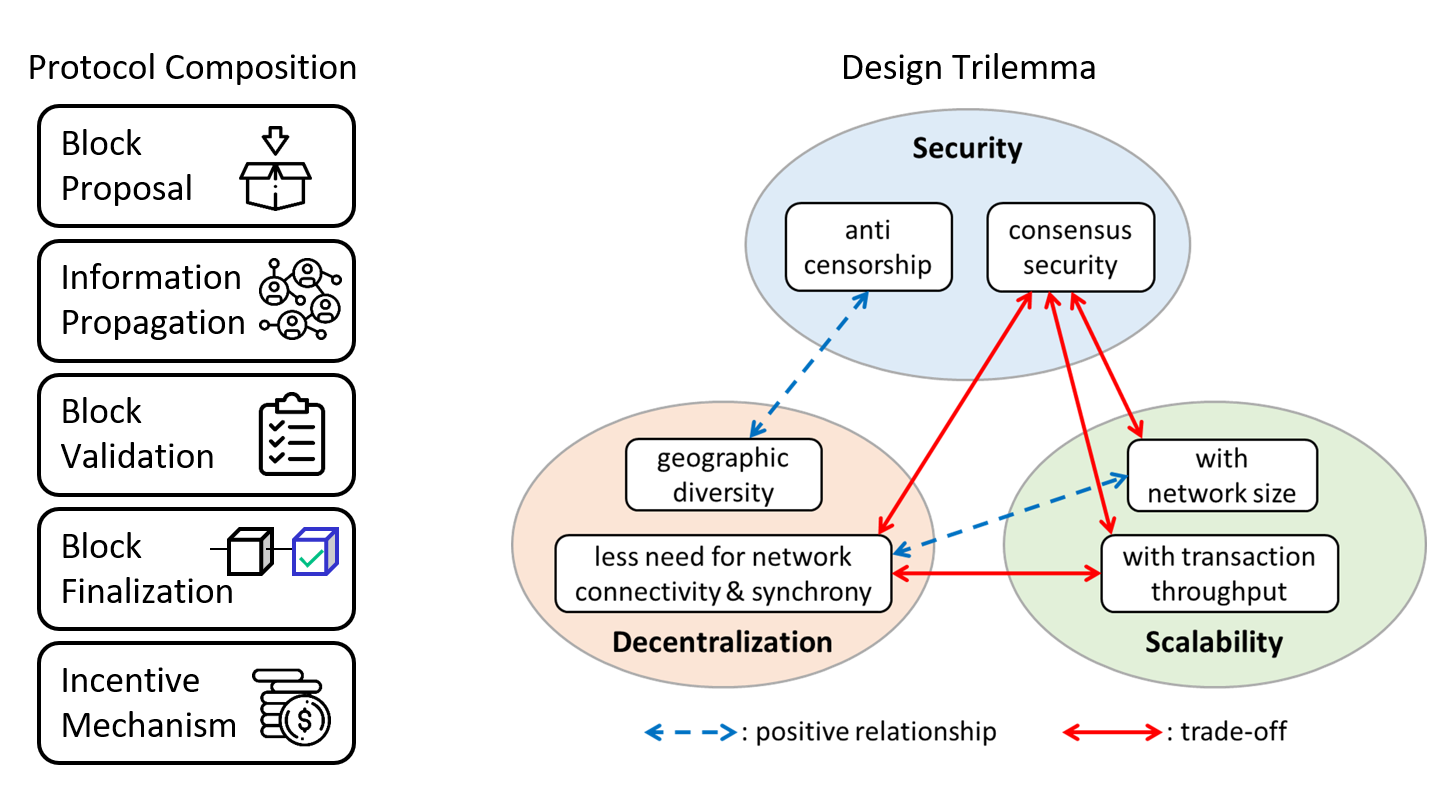 Protocol Composition
Block
Proposal
Information
Propagation
Block
Validation
Block
Finalization
Incentive
Mechanism
$
Design Trilemma
Security
anti
censorship
consensus
security
geographic
diversity
less need for network
connectivity & synchrony
Decentralization
with
network size
with transaction
throughput
Scalability
: positive relationship
: trade-off